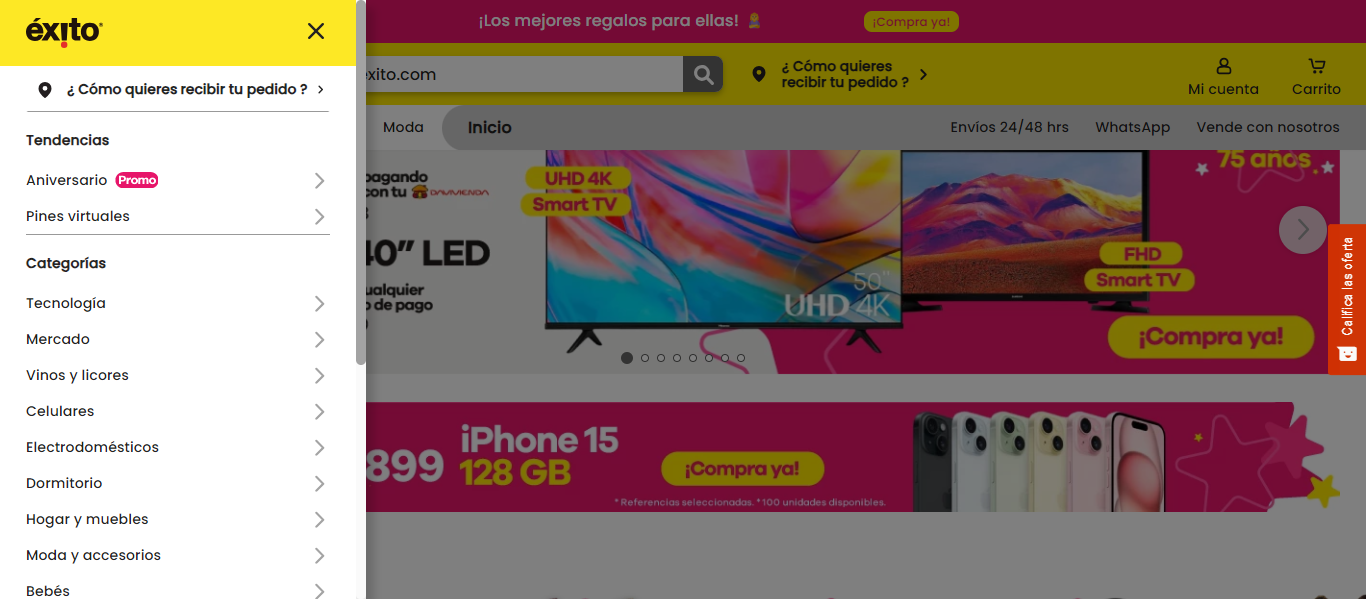 éxito
¿ Cómo quieres recibir tu pedido ?
Tendencias
Aniversario Promo
Pines virtuales
Categorías
Tecnología
Mercado
Vinos y licores
Celulares
Electrodomésticos
Dormitorio
Hogar y muebles
Moda y accesorios
Bebés
¡Los mejores regalos para ellas!
¡Compra ya!
exito.com
¿ Cómo quieres
recibir tu pedido ?
Mi cuenta
Carrito
Moda
Inicio
Envíos 24/48 hrs
WhatsApp
Vende con nosotros
pagando
con tu DAVIVIENDA
40” LED
UHD 4K
Smart TV
50”
UHD 4K
75 años
FHD
Smart TV
¡Compra ya!
Califica las oferta
899
iPhone 15
128 GB
¡Compra ya!
* Referencias seleccionadas. *100 unidades disponibles.